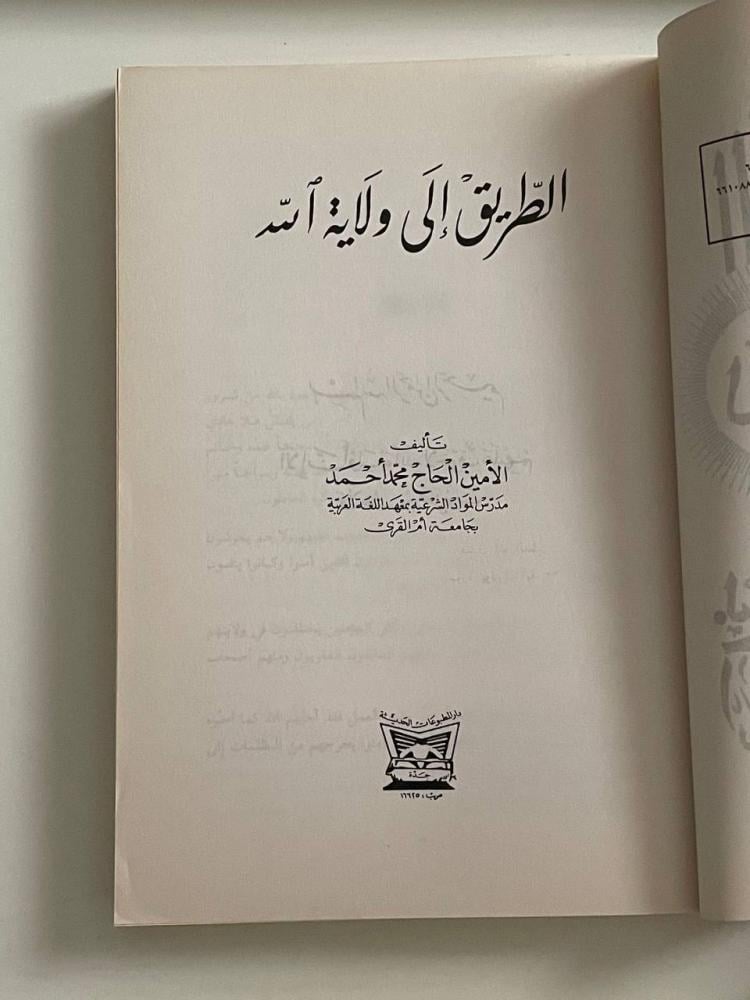 الطريق إلى ولاية الله
تأليف
الأمين الحاج محمد أحمد
مدرس المواد الشرعية بمعهد اللغة العربية
بجامعة أم القرى
دار المطبوعات الحديثة
جدة
ص.ب: ١٦٦٢٥